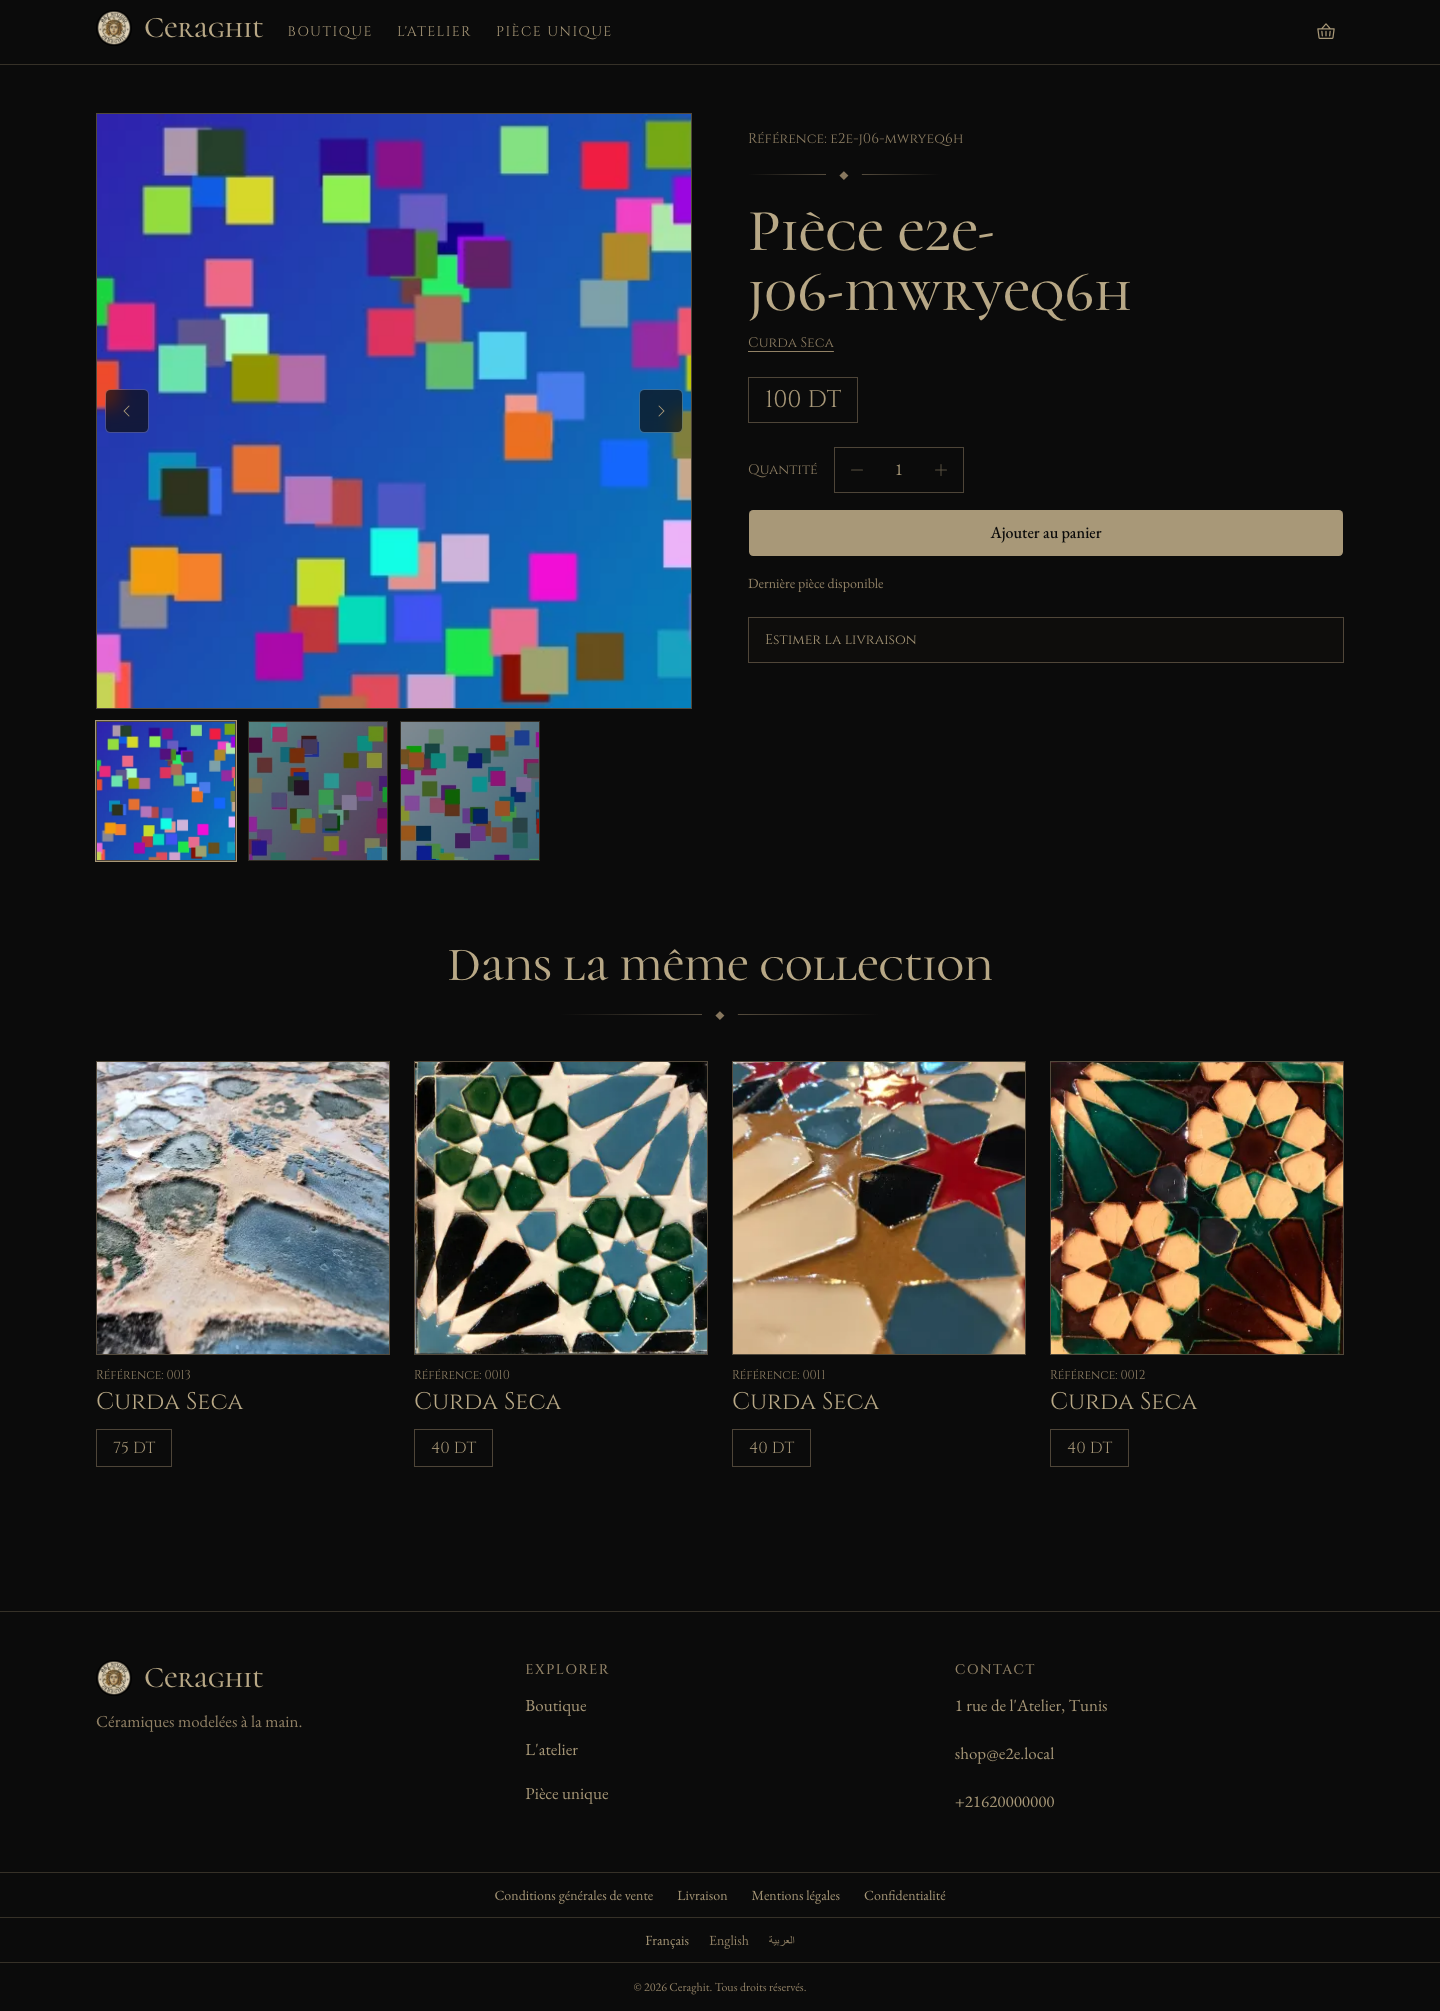 Ceraghit BOUTIQUE L'ATELIER PIÈCE UNIQUE
Référence: e2e-j06-mwryeq6h
Pièce e2e-
j06-mwryeq6h
Curda Seca
100 DT
Quantité 1
Ajouter au panier
Dernière pièce disponible
Estimer la livraison
Dans la même collection
Référence: 0013
Curda Seca
75 DT
Référence: 0010
Curda Seca
40 DT
Référence: 0011
Curda Seca
40 DT
Référence: 0012
Curda Seca
40 DT
Ceraghit
Céramiques modelées à la main.
EXPLORER
Boutique
L'atelier
Pièce unique
CONTACT
1 rue de l'Atelier, Tunis
shop@e2e.local
+21620000000
Conditions générales de vente Livraison Mentions légales Confidentialité
Français English العربية
© 2026 Ceraghit. Tous droits réservés.